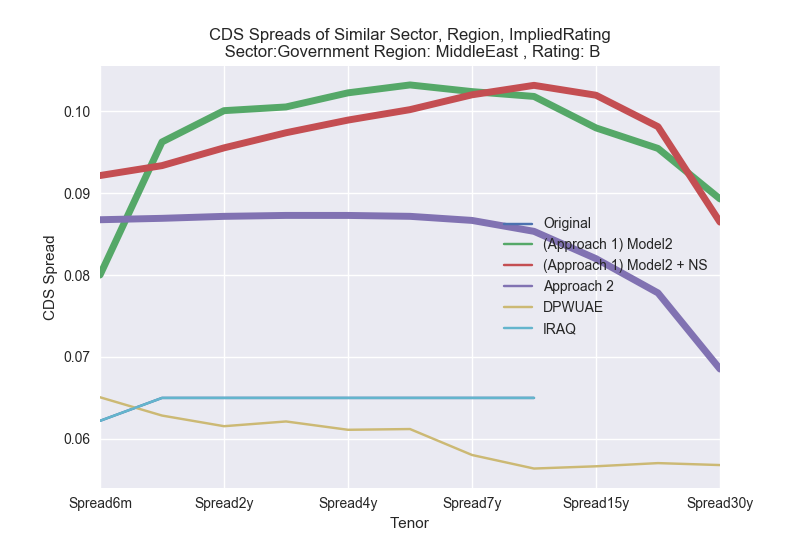 CDS Spreads of Similar Sector, Region, ImpliedRating
Sector:Government Region: MiddleEast , Rating: B
CDS Spread
0.10
0.09
0.08
0.07
0.06
Original
(Approach 1) Model2
(Approach 1) Model2 + NS
Approach 2
DPWUAE
IRAQ
Spread6m Spread2y Spread4y Spread7y Spread15y Spread30y
Tenor